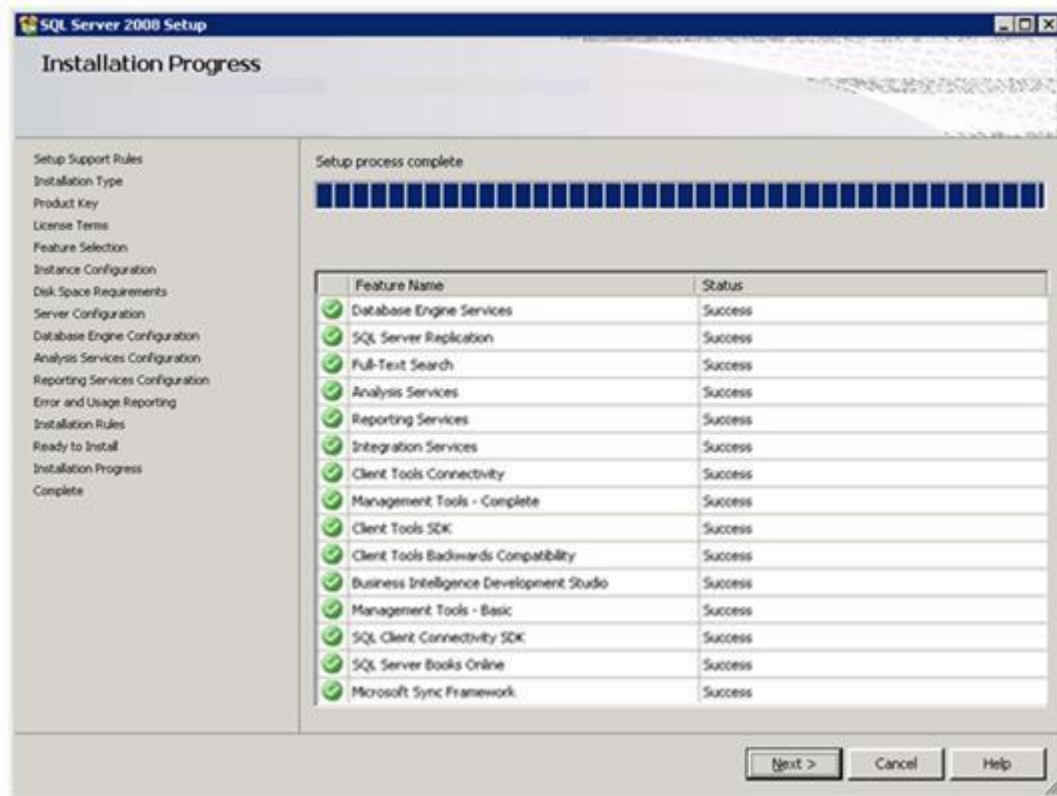 SQL Server 2008 Setup
Installation Progress
Setup Support Rules
Installation Type
Product Key
License Terms
Feature Selection
Instance Configuration
Disk Space Requirements
Server Configuration
Database Engine Configuration
Analysis Services Configuration
Reporting Services Configuration
Error and Usage Reporting
Installation Rules
Ready to Install
Installation Progress
Complete
Setup process complete
Feature Name Status
Database Engine Services Success
SQL Server Replication Success
Full-Text Search Success
Analysis Services Success
Reporting Services Success
Integration Services Success
Client Tools Connectivity Success
Management Tools - Complete Success
Client Tools SDK Success
Client Tools Backwards Compatibility Success
Business Intelligence Development Studio Success
Management Tools - Basic Success
SQL Client Connectivity SDK Success
SQL Server Books Online Success
Microsoft Sync Framework Success
Next > Cancel Help